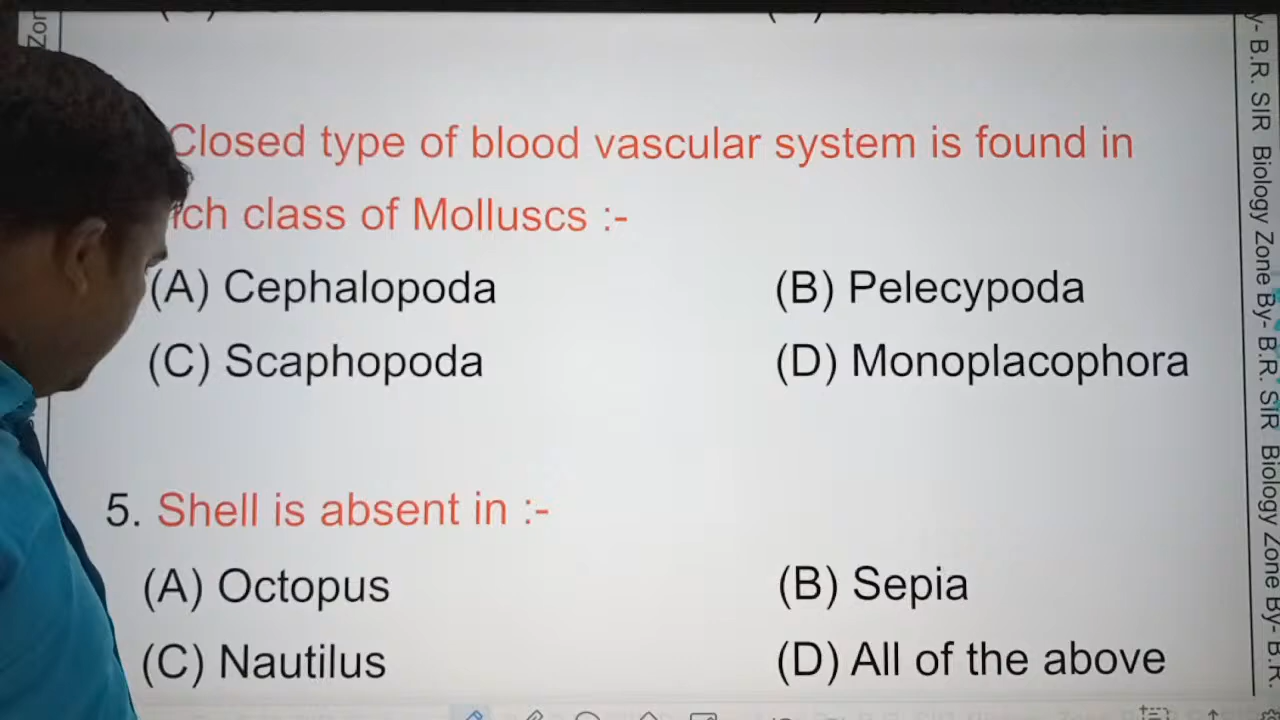 Closed type of blood vascular system is found in
class of Molluscs :-
(A) Cephalopoda
(B) Pelecypoda
(C) Scaphopoda
(D) Monoplacophora
5. Shell is absent in :-
(A) Octopus
(B) Sepia
(C) Nautilus
(D) All of the above
y- B.R. SIR Biology Zone By- B.R. SIR Biology Zone By- B.R.
Zon